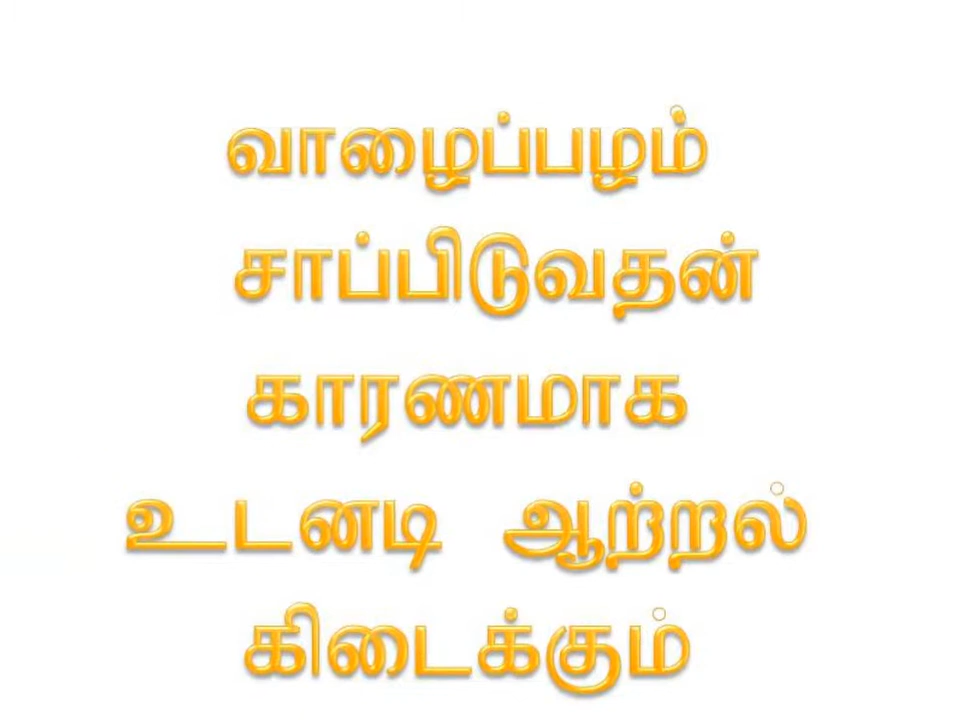 வாழைப்பழம்
சாப்பிடுவதன்
காரணமாக
உடனடி ஆற்றல்
கிடைக்கும்